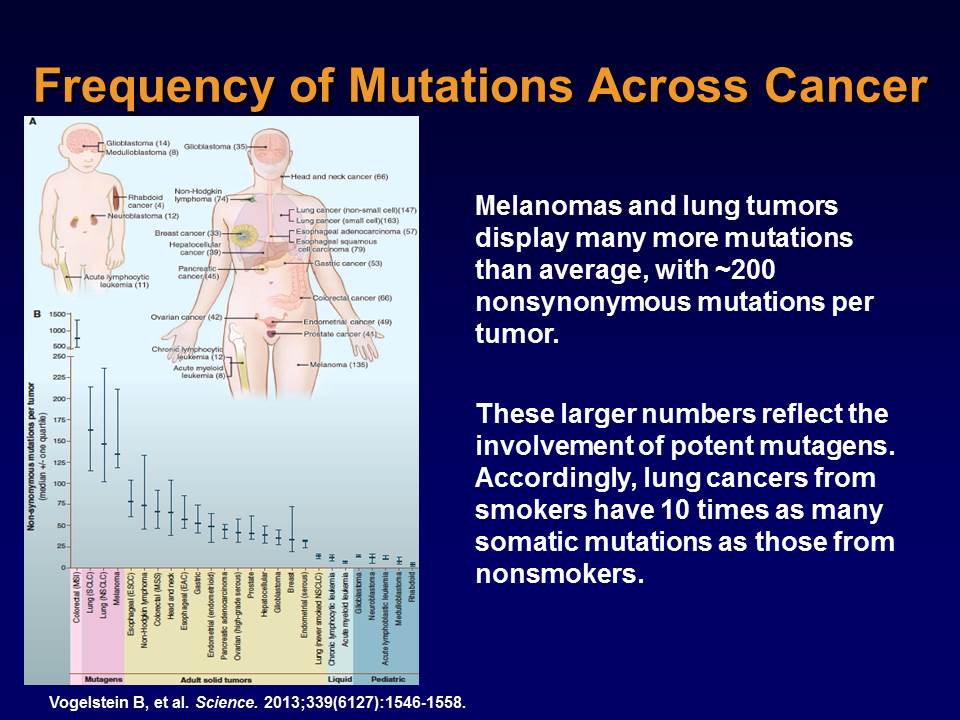 Frequency of Mutations Across Cancer
A
Glioblastoma (14)
Medulloblastoma (8)
Glioblastoma (35)
Head and neck cancer (66)
Non-Hodgkin
lymphoma (74)
Rhabdoid
cancer (4)
Neuroblastoma (12)
Lung cancer (non-small cell)(147)
Lung cancer (small cell)(163)
Breast cancer (33)
Esophageal adenocarcinoma (57)
Hepatocellular
cancer (39)
Esophageal squamous
cell carcinoma (79)
Gastric cancer (53)
Pancreatic
cancer (45)
Acute lymphocytic
leukemia (11)
Colorectal cancer (66)
Ovarian cancer (42)
Endometrial cancer (49)
Prostate cancer (41)
Chronic lymphocytic
leukemia (12)
Acute myeloid
leukemia (8)
Melanoma (135)
B
1500
1000
500
250
225
200
175
150
125
100
75
50
25
0
Non-synonymous mutations per tumor
(median +/- one quartile)
Colorectal (MSI)
Lung (SCLC)
Lung (NSCLC)
Melanoma
Esophageal (ESCC)
Non-Hodgkin lymphoma
Colorectal (MSS)
Head and neck
Esophageal (EAC)
Gastric
Endometrial (endometrioid)
Pancreatic adenocarcinoma
Ovarian (high-grade serous)
Prostate
Hepatocellular
Glioblastoma
Breast
Endometrial (serous)
Lung (never smoked NSCLC)
Chronic lymphocytic leukemia
Acute myeloid leukemia
Glioblastoma
Neuroblastoma
Acute lymphoblastic leukemia
Medulloblastoma
Rhabdoid
Mutagens
Adult solid tumors
Liquid
Pediatric
Melanomas and lung tumors
display many more mutations
than average, with ~200
nonsynonymous mutations per
tumor.
These larger numbers reflect the
involvement of potent mutagens.
Accordingly, lung cancers from
smokers have 10 times as many
somatic mutations as those from
nonsmokers.
Vogelstein B, et al. Science. 2013;339(6127):1546-1558.